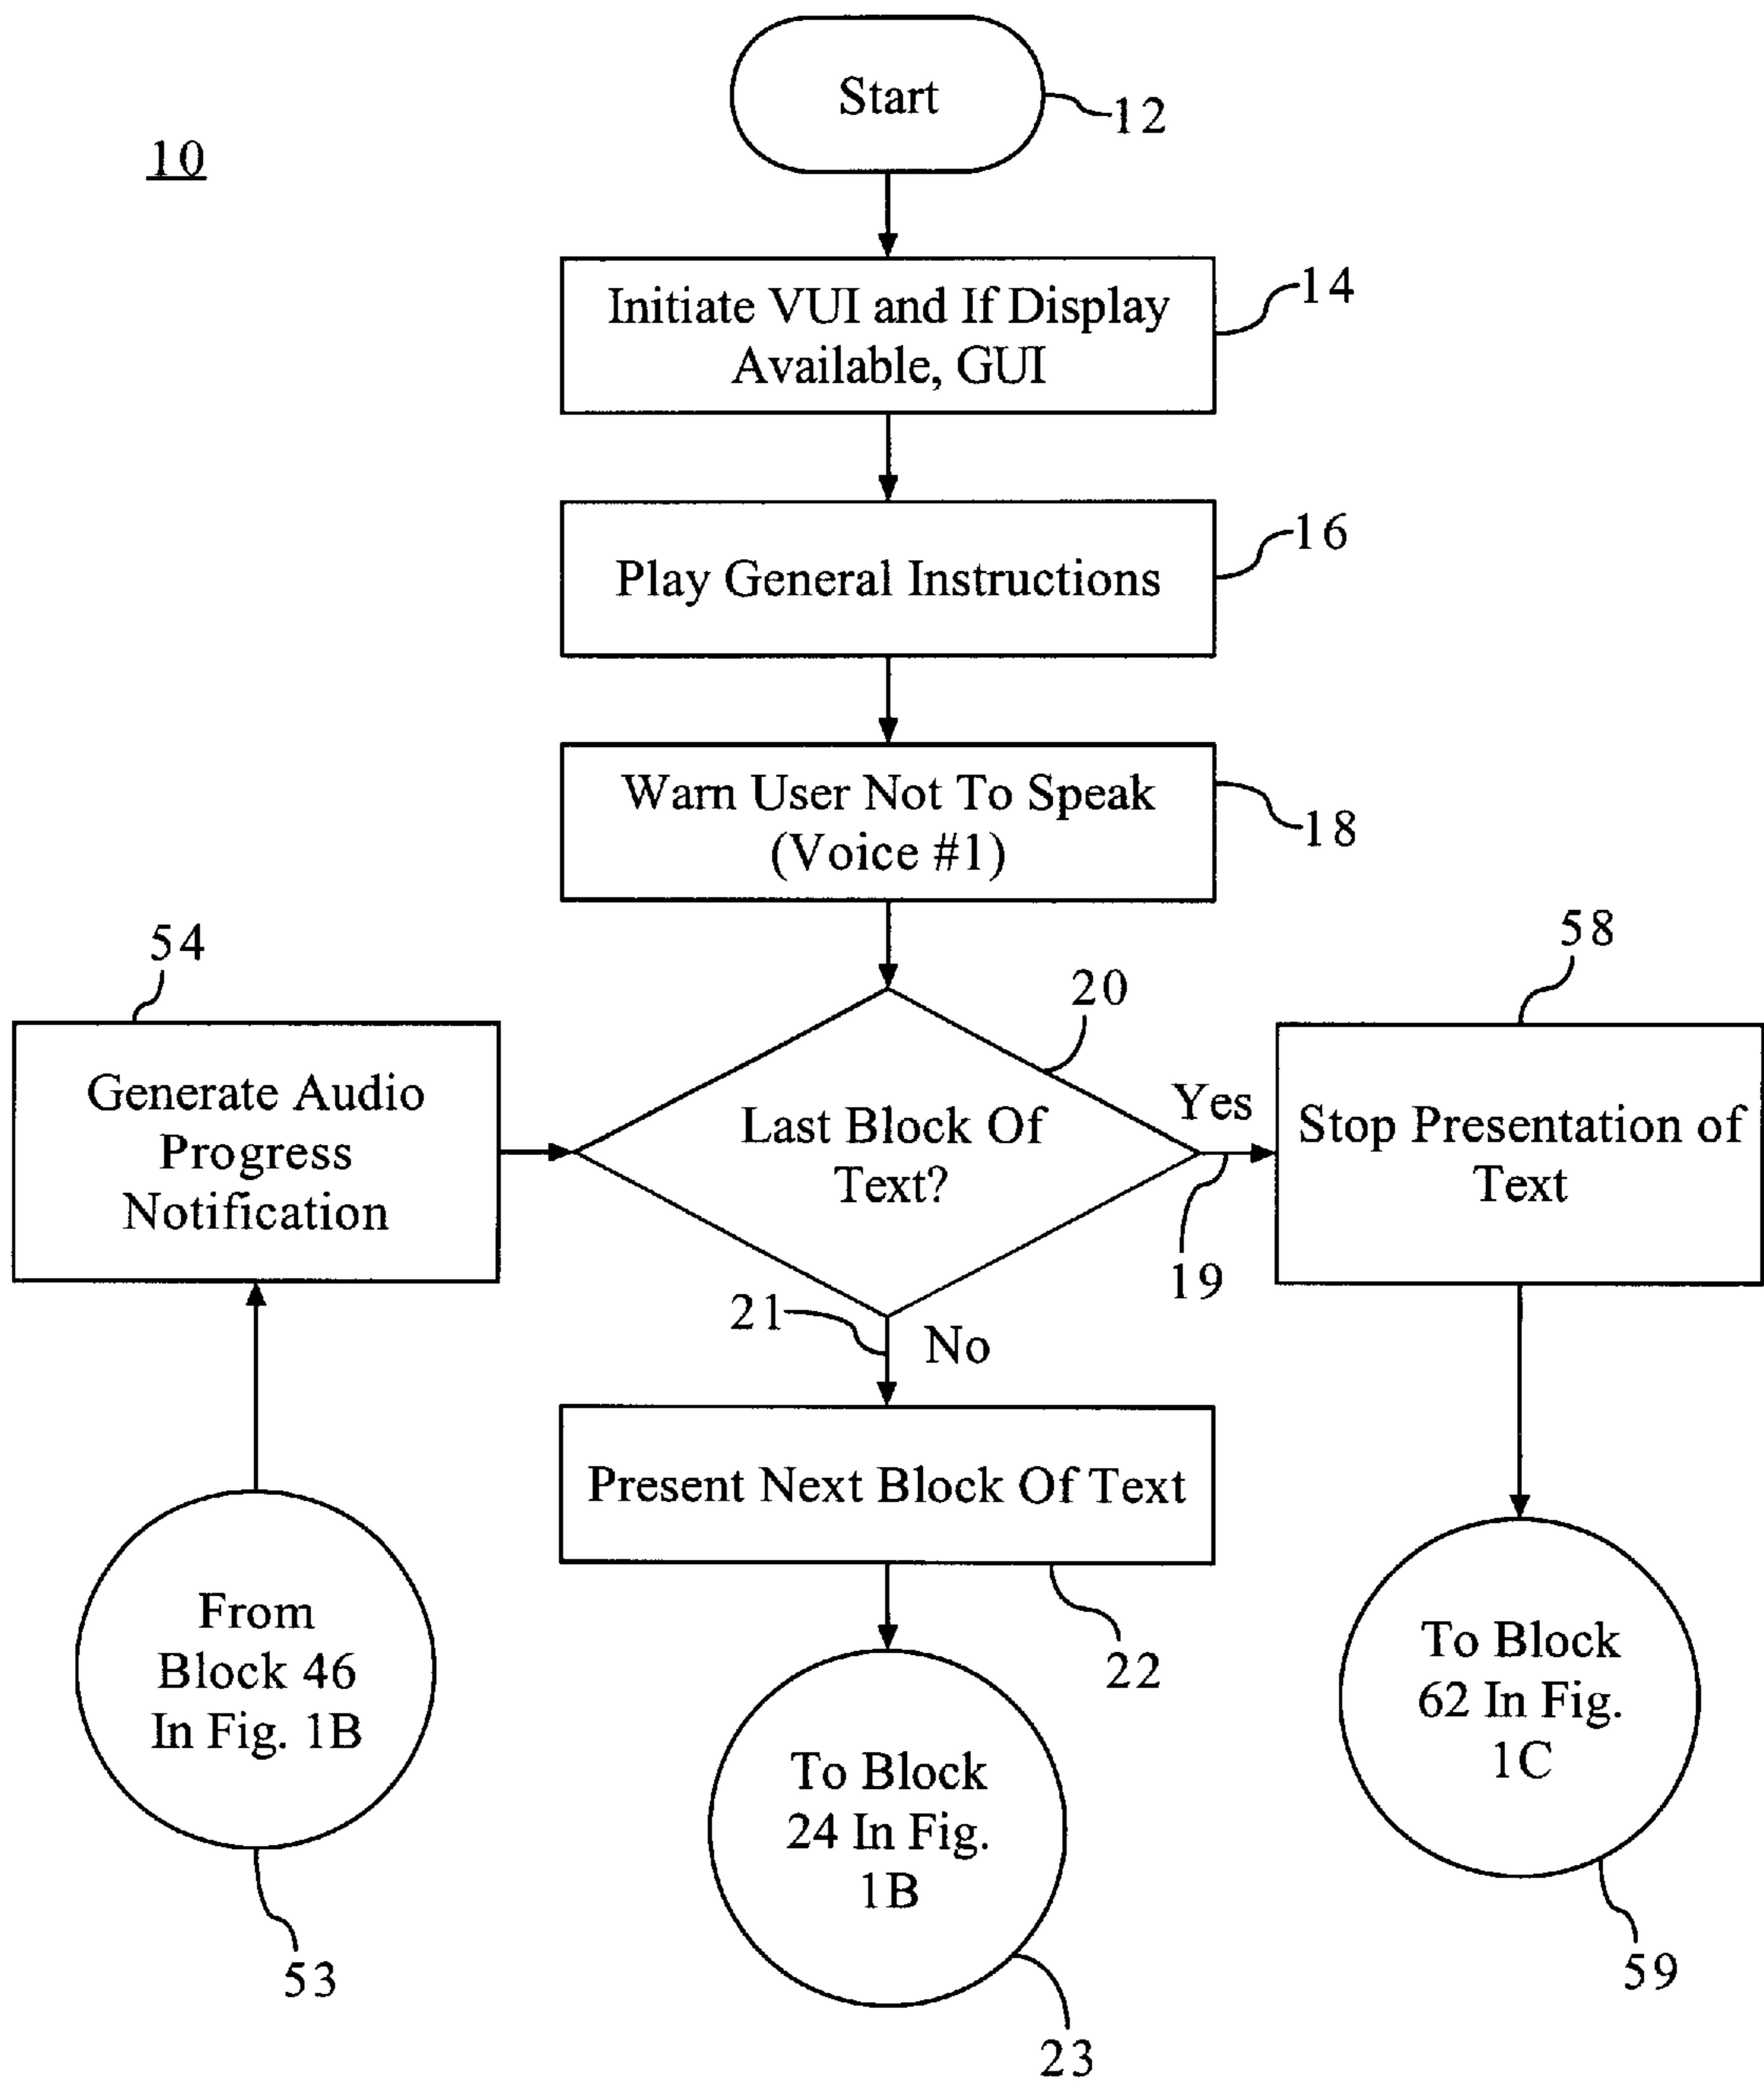 Start
12
10
Initiate VUI and If Display
Available, GUI
14
Play General Instructions
16
Warn User Not To Speak
(Voice #1)
18
54
Generate Audio
Progress
Notification
20
Last Block Of
Text?
Yes
19
58
Stop Presentation of
Text
21
No
Present Next Block Of Text
22
From
Block 46
In Fig. 1B
53
To Block
24 In Fig.
1B
23
To Block
62 In Fig.
1C
59